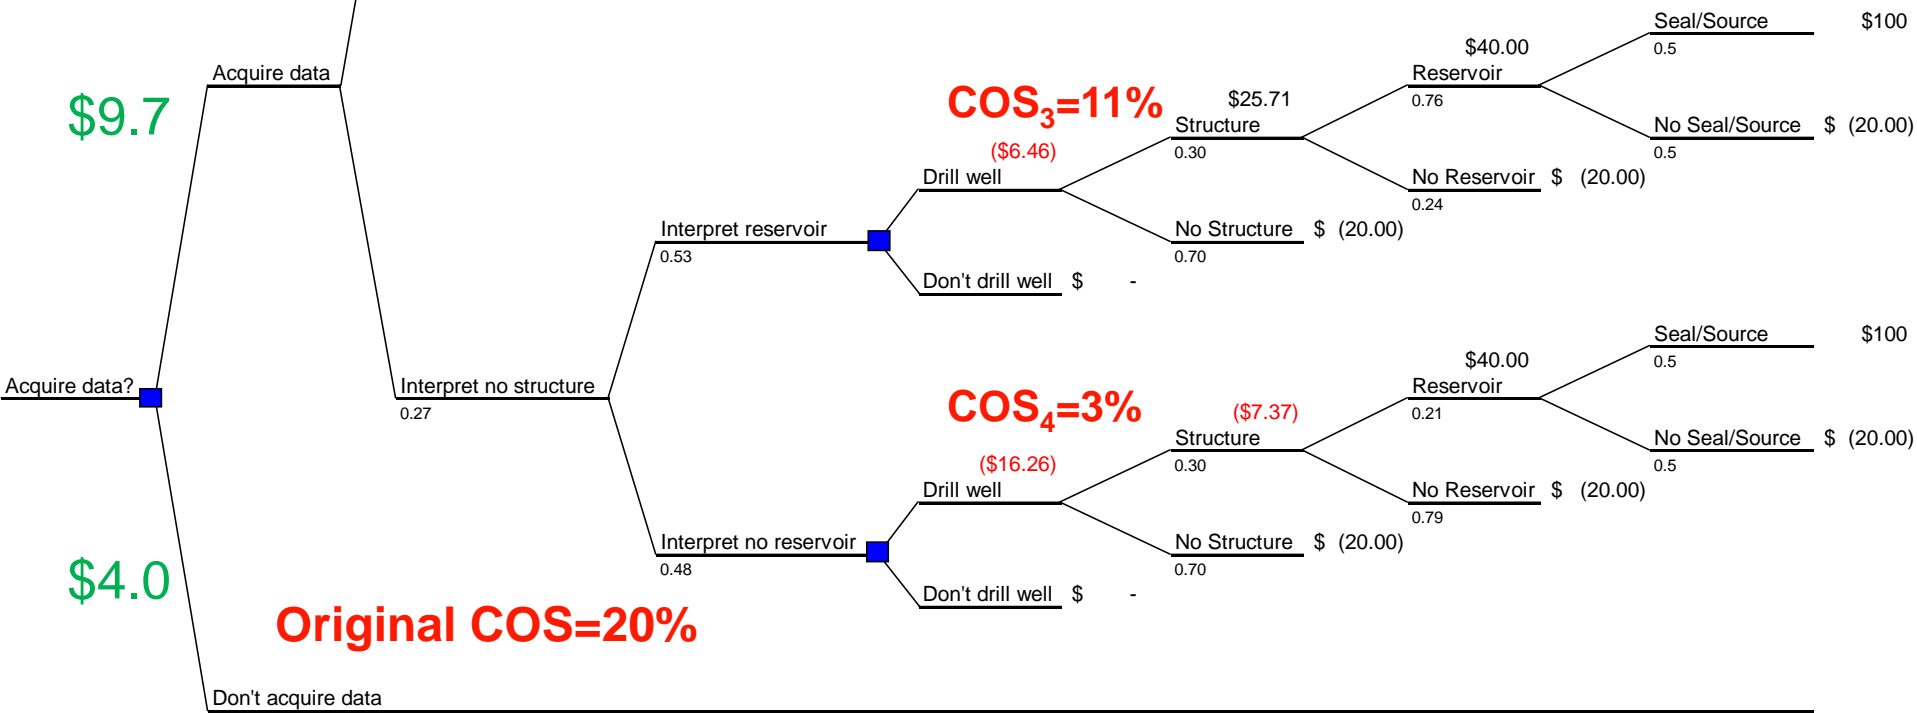 Seal/Source $100
0.5
$40.00
Reservoir
0.76
Acquire data
$9.7
COS3=11%
$25.71
Structure
0.30
No Seal/Source $ (20.00)
0.5
($6.46)
Drill well
No Reservoir $ (20.00)
0.24
Interpret reservoir
0.53
No Structure $ (20.00)
0.70
Don't drill well $ -
Seal/Source $100
0.5
$40.00
Reservoir
0.21
Acquire data?
Interpret no structure
0.27
COS4=3%
($7.37)
Structure
0.30
No Seal/Source $ (20.00)
0.5
($16.26)
Drill well
No Reservoir $ (20.00)
0.79
Interpret no reservoir
0.48
No Structure $ (20.00)
0.70
$4.0
Don't drill well $ -
Original COS=20%
Don't acquire data